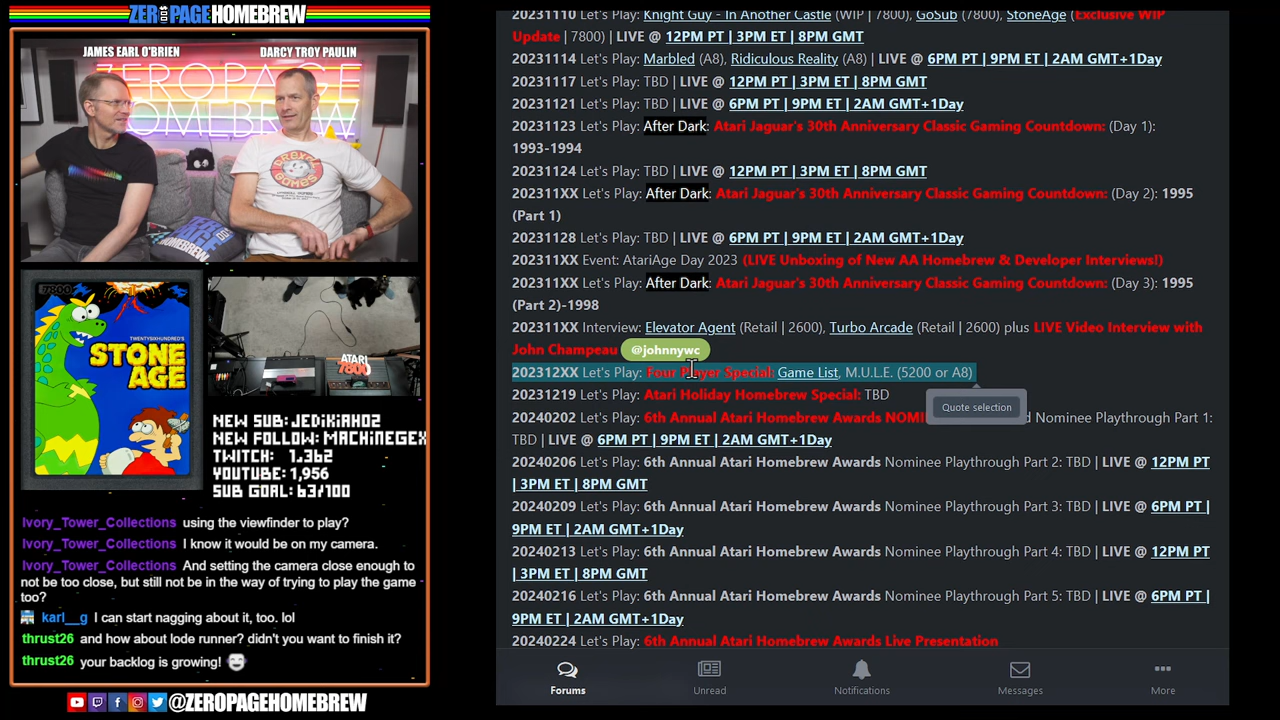 ZEROPAGEHOMEBREW
JAMES EARL O'BRIEN
DARCY TROY PAULIN
ZEROPAGE
HOMEBREW
7800
TWENTYSIXHUNDRED'S
STONE
AGE
ATARI
7800
NEW SUB: JEDIKIAH02
NEW FOLLOW: MACHINEGEX
TWITCH: 1,362
YOUTUBE: 1,956
SUB GOAL: 63/100
Ivory_Tower_Collections using the viewfinder to play?
Ivory_Tower_Collections I know it would be on my camera.
Ivory_Tower_Collections And setting the camera close enough to
not be too close, but still not be in the way of trying to play the game
too?
karl__g I can start nagging about it, too. lol
thrust26 and how about lode runner? didn't you want to finish it?
thrust26 your backlog is growing!
@ZEROPAGEHOMEBREW
20231110 Let's Play: Knight Guy - In Another Castle (WIP | 7800), GoSub (7800), StoneAge (Exclusive WIP
Update | 7800) | LIVE @ 12PM PT | 3PM ET | 8PM GMT
20231114 Let's Play: Marbled (A8), Ridiculous Reality (A8) | LIVE @ 6PM PT | 9PM ET | 2AM GMT+1Day
20231117 Let's Play: TBD | LIVE @ 12PM PT | 3PM ET | 8PM GMT
20231121 Let's Play: TBD | LIVE @ 6PM PT | 9PM ET | 2AM GMT+1Day
20231123 Let's Play: After Dark: Atari Jaguar's 30th Anniversary Classic Gaming Countdown: (Day 1):
1993-1994
20231124 Let's Play: TBD | LIVE @ 12PM PT | 3PM ET | 8PM GMT
202311XX Let's Play: After Dark: Atari Jaguar's 30th Anniversary Classic Gaming Countdown: (Day 2): 1995
(Part 1)
20231128 Let's Play: TBD | LIVE @ 6PM PT | 9PM ET | 2AM GMT+1Day
202311XX Event: AtariAge Day 2023 (LIVE Unboxing of New AA Homebrew & Developer Interviews!)
202311XX Let's Play: After Dark: Atari Jaguar's 30th Anniversary Classic Gaming Countdown: (Day 3): 1995
(Part 2)-1998
202311XX Interview: Elevator Agent (Retail | 2600), Turbo Arcade (Retail | 2600) plus LIVE Video Interview with
John Champeau @johnnywc
202312XX Let's Play: Four Player Special: Game List, M.U.L.E. (5200 or A8)
20231219 Let's Play: Atari Holiday Homebrew Special: TBD
Quote selection
20240202 Let's Play: 6th Annual Atari Homebrew Awards NOMI d Nominee Playthrough Part 1:
TBD | LIVE @ 6PM PT | 9PM ET | 2AM GMT+1Day
20240206 Let's Play: 6th Annual Atari Homebrew Awards Nominee Playthrough Part 2: TBD | LIVE @ 12PM PT
| 3PM ET | 8PM GMT
20240209 Let's Play: 6th Annual Atari Homebrew Awards Nominee Playthrough Part 3: TBD | LIVE @ 6PM PT |
9PM ET | 2AM GMT+1Day
20240213 Let's Play: 6th Annual Atari Homebrew Awards Nominee Playthrough Part 4: TBD | LIVE @ 12PM PT
| 3PM ET | 8PM GMT
20240216 Let's Play: 6th Annual Atari Homebrew Awards Nominee Playthrough Part 5: TBD | LIVE @ 6PM PT |
9PM ET | 2AM GMT+1Day
20240224 Let's Play: 6th Annual Atari Homebrew Awards Live Presentation
Forums
Unread
Notifications
Messages
More